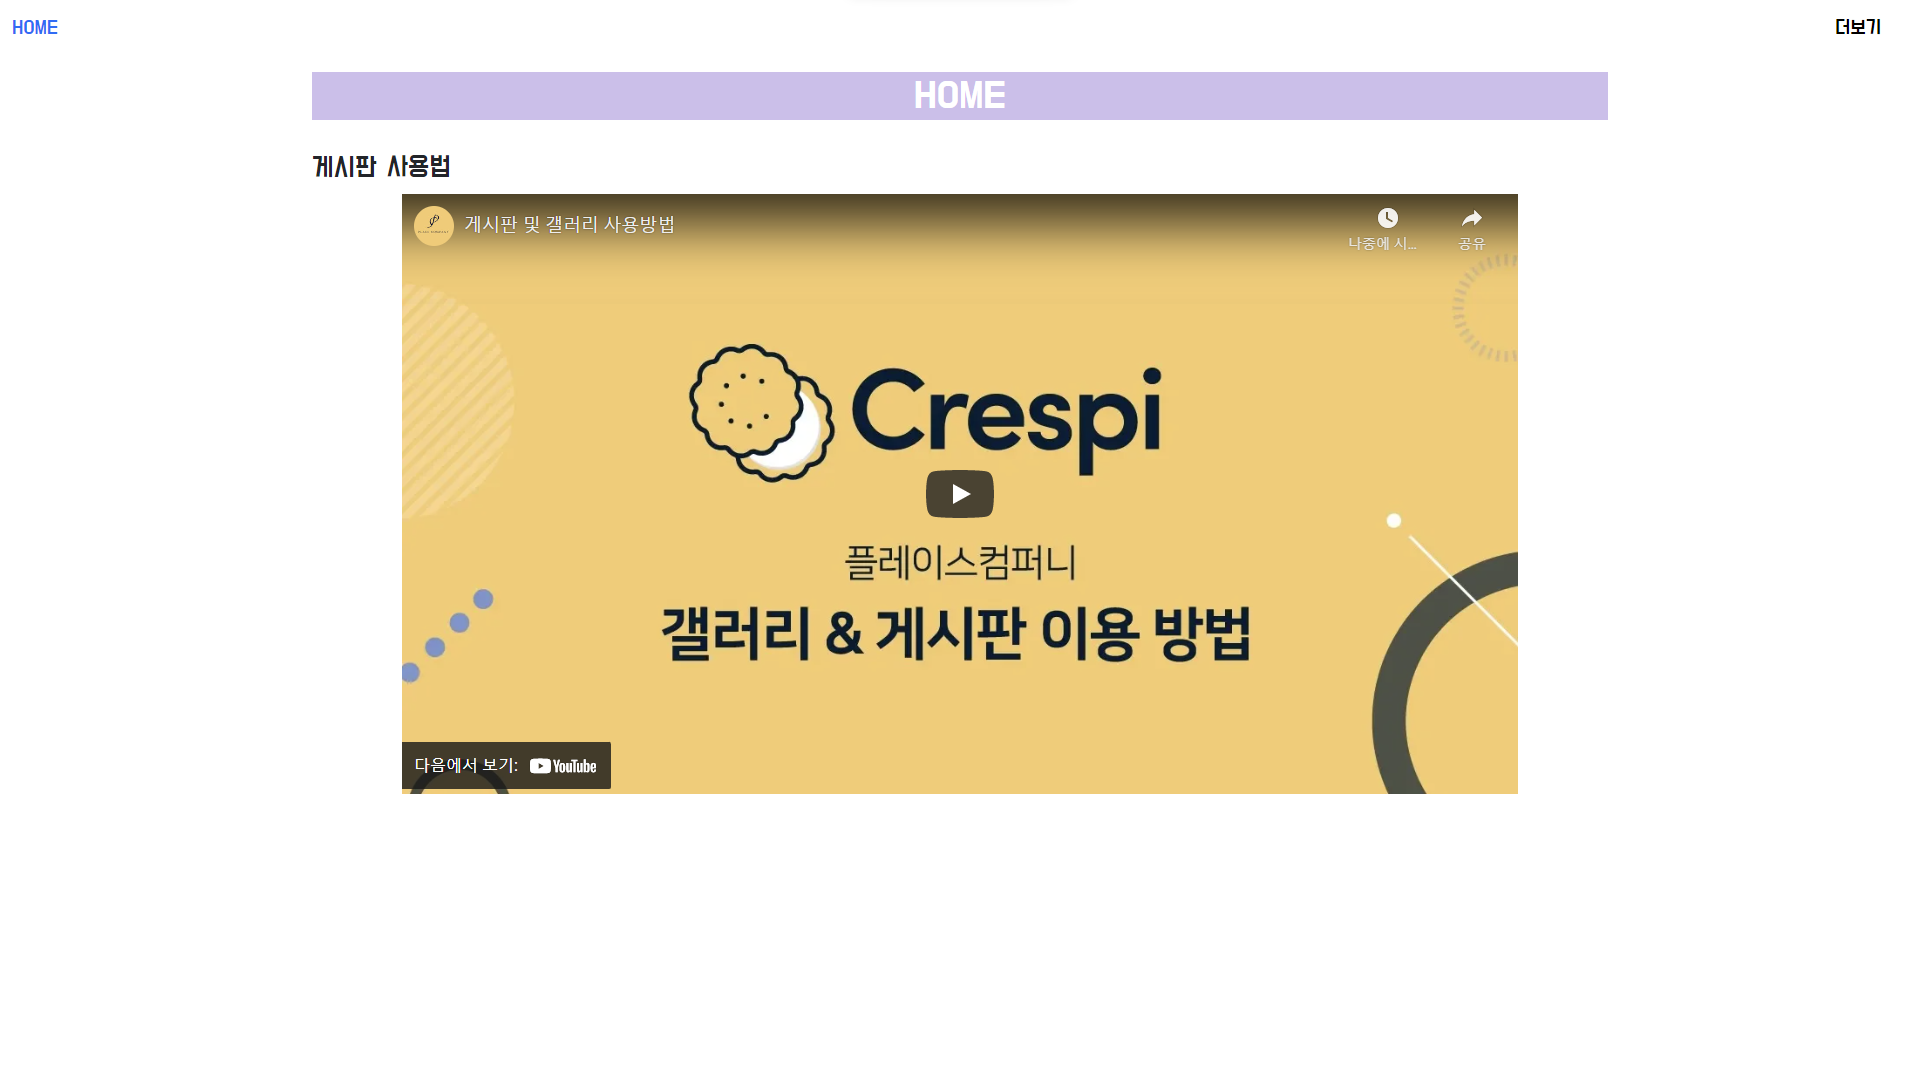 HOME
더보기
HOME
게시판 사용법
게시판 및 갤러리 사용방법
나중에 시...
공유
Crespi
플레이스컴퍼니
갤러리 & 게시판 이용 방법
다음에서 보기: YouTube